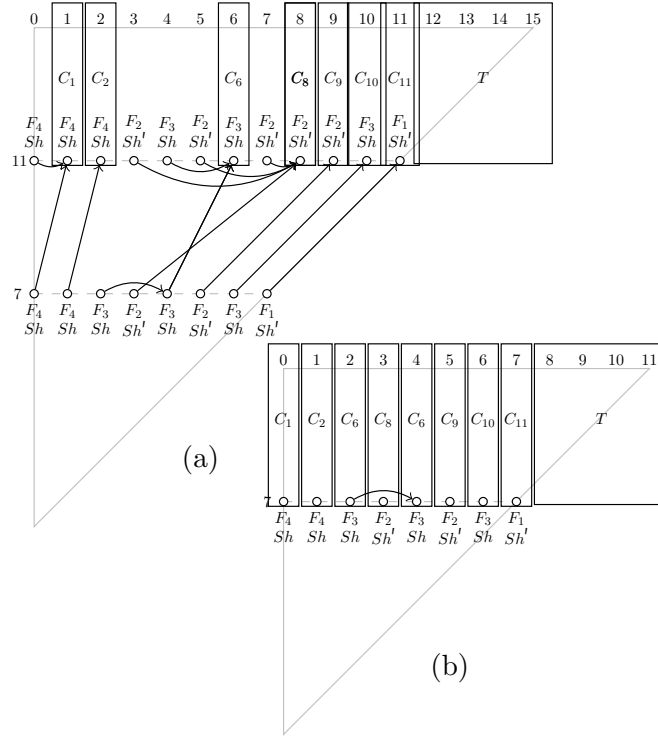 0 1 2 3 4 5 6 7 8 9 10 11 12 13 14 15
C1 C2 C6 C8 C9 C10 C11 T
F4 F4 F4 F2 F3 F2 F3 F2 F2 F2 F3 F1
Sh Sh Sh Sh' Sh Sh' Sh Sh' Sh' Sh' Sh Sh'
11
7
F4 F4 F3 F2 F3 F2 F3 F1
Sh Sh Sh Sh' Sh Sh' Sh Sh'
(a)
0 1 2 3 4 5 6 7 8 9 10 11
C1 C2 C6 C8 C6 C9 C10 C11 T
7
F4 F4 F3 F2 F3 F2 F3 F1
Sh Sh Sh Sh' Sh Sh' Sh Sh'
(b)